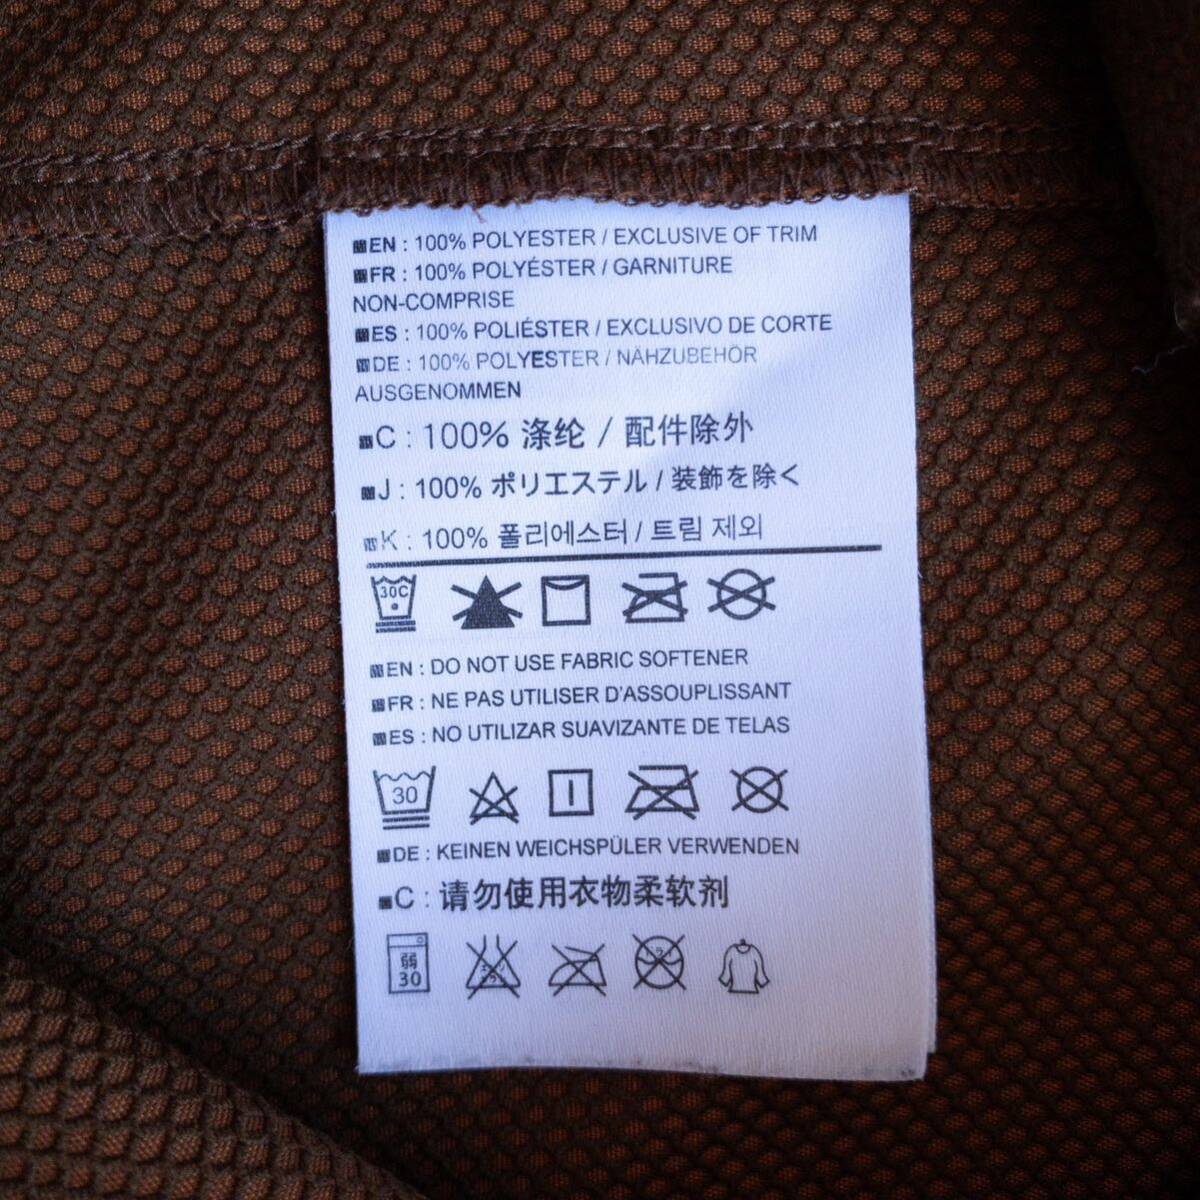 EN : 100% POLYESTER / EXCLUSIVE OF TRIM
FR : 100% POLYÉSTER / GARNITURE
NON-COMPRISE
ES : 100% POLIÉSTER / EXCLUSIVO DE CORTE
DE : 100% POLYESTER / NÄHZUBEHÖR
AUSGENOMMEN
C : 100% 涤纶 / 配件除外
J : 100% ポリエステル / 装飾を除く
K : 100% 폴리에스터 / 트림 제외
30C
EN : DO NOT USE FABRIC SOFTENER
FR : NE PAS UTILISER D'ASSOUPLISSANT
ES : NO UTILIZAR SUAVIZANTE DE TELAS
30
DE : KEINEN WEICHSPÜLER VERWENDEN
C : 请勿使用衣物柔软剂
弱
30